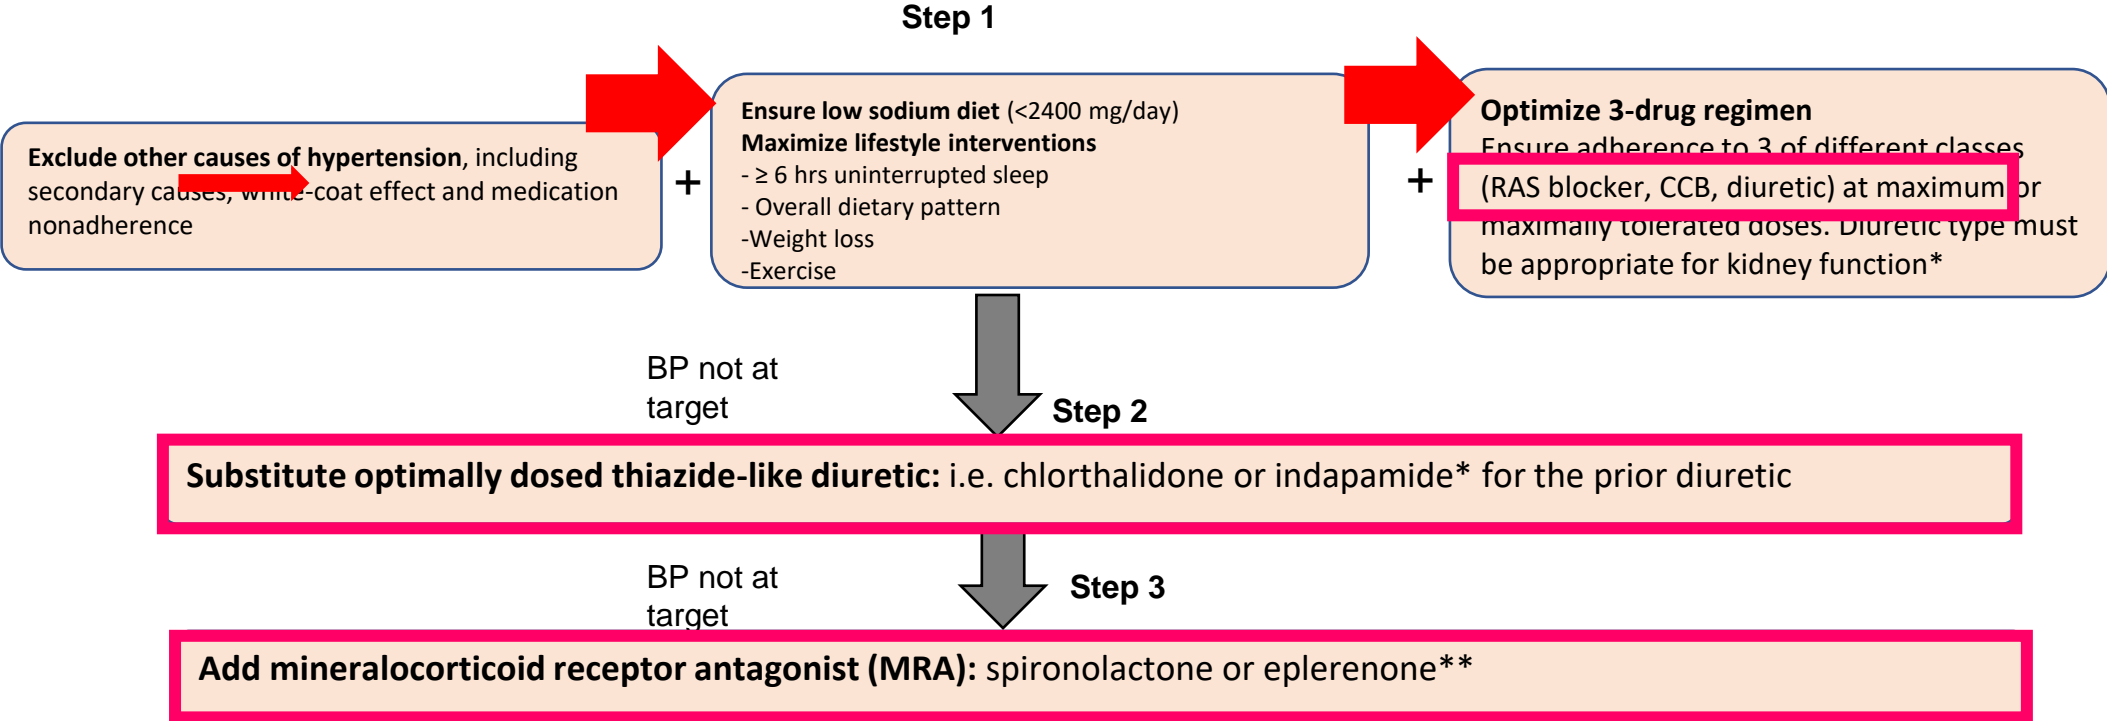 Step 1
Exclude other causes of hypertension, including
secondary causes, white-coat effect and medication
nonadherence
+
Ensure low sodium diet (<2400 mg/day)
Maximize lifestyle interventions
- ≥ 6 hrs uninterrupted sleep
- Overall dietary pattern
-Weight loss
-Exercise
+
Optimize 3-drug regimen
Ensure adherence to 3 of different classes
(RAS blocker, CCB, diuretic) at maximum or
maximally tolerated doses. Diuretic type must
be appropriate for kidney function*
BP not at
target
Step 2
Substitute optimally dosed thiazide-like diuretic: i.e. chlorthalidone or indapamide* for the prior diuretic
BP not at
target
Step 3
Add mineralocorticoid receptor antagonist (MRA): spironolactone or eplerenone**